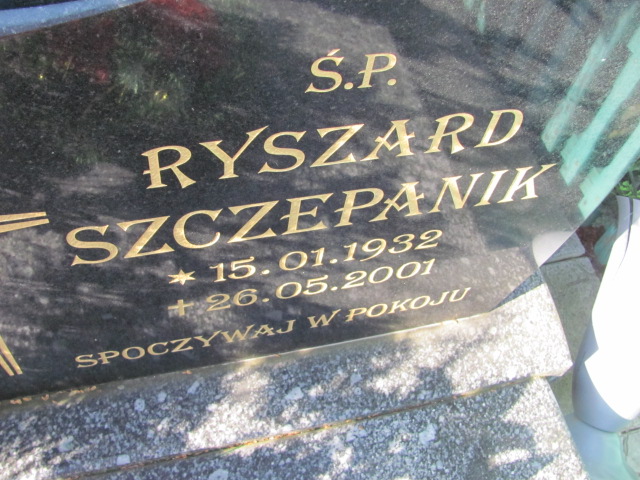 Ś.P.
RYSZARD
SZCZEPANIK
* 15.01.1932
+ 26.05.2001
SPOCZYWAJ W POKOJU